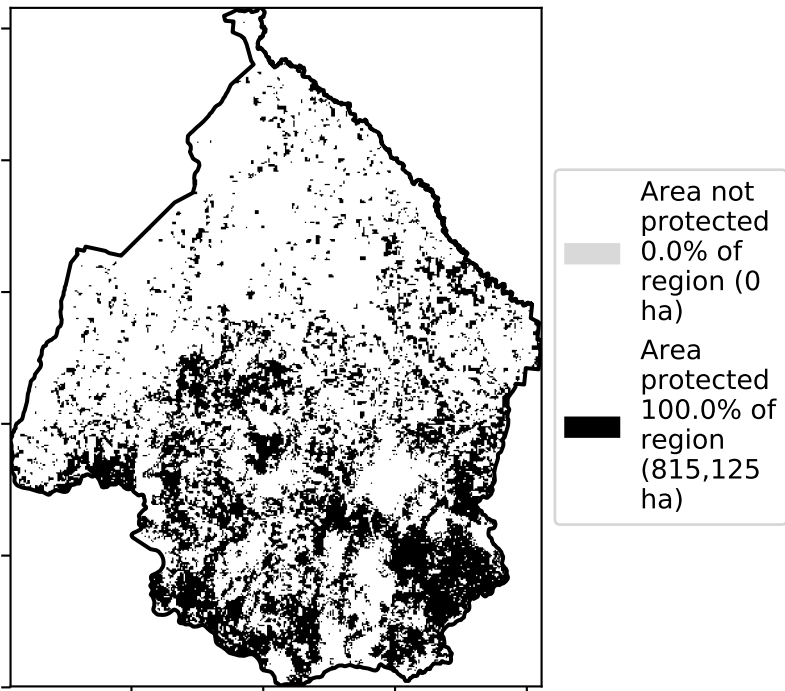 Area not
protected
0.0% of
region (0
ha)
Area
protected
100.0% of
region
(815,125
ha)